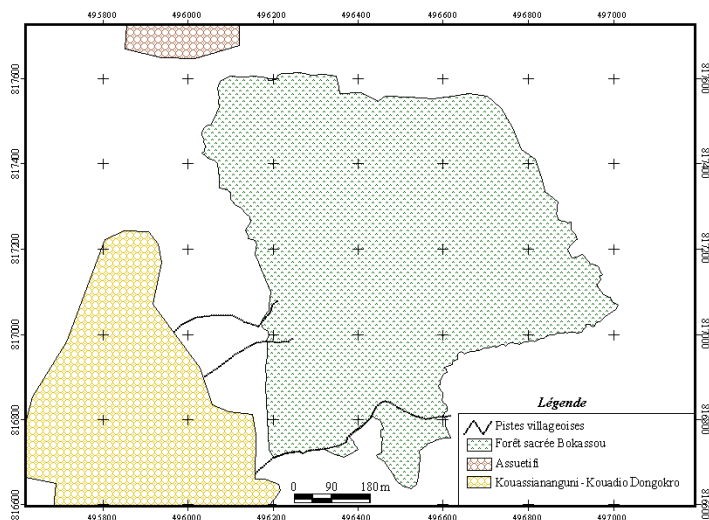 495800 496000 496200 496400 496600 496800 497000
817600 817600
817400 817400
817200 817200
817000 817000
816800 816800
816600 816600
Légende
Pistes villageoises
Forêt sacrée Bokassou
Assuetifi
Kouassiananguni - Kouadio Dongokro
0 90 180 m
495800 496000 496200 496400 496600 496800 497000